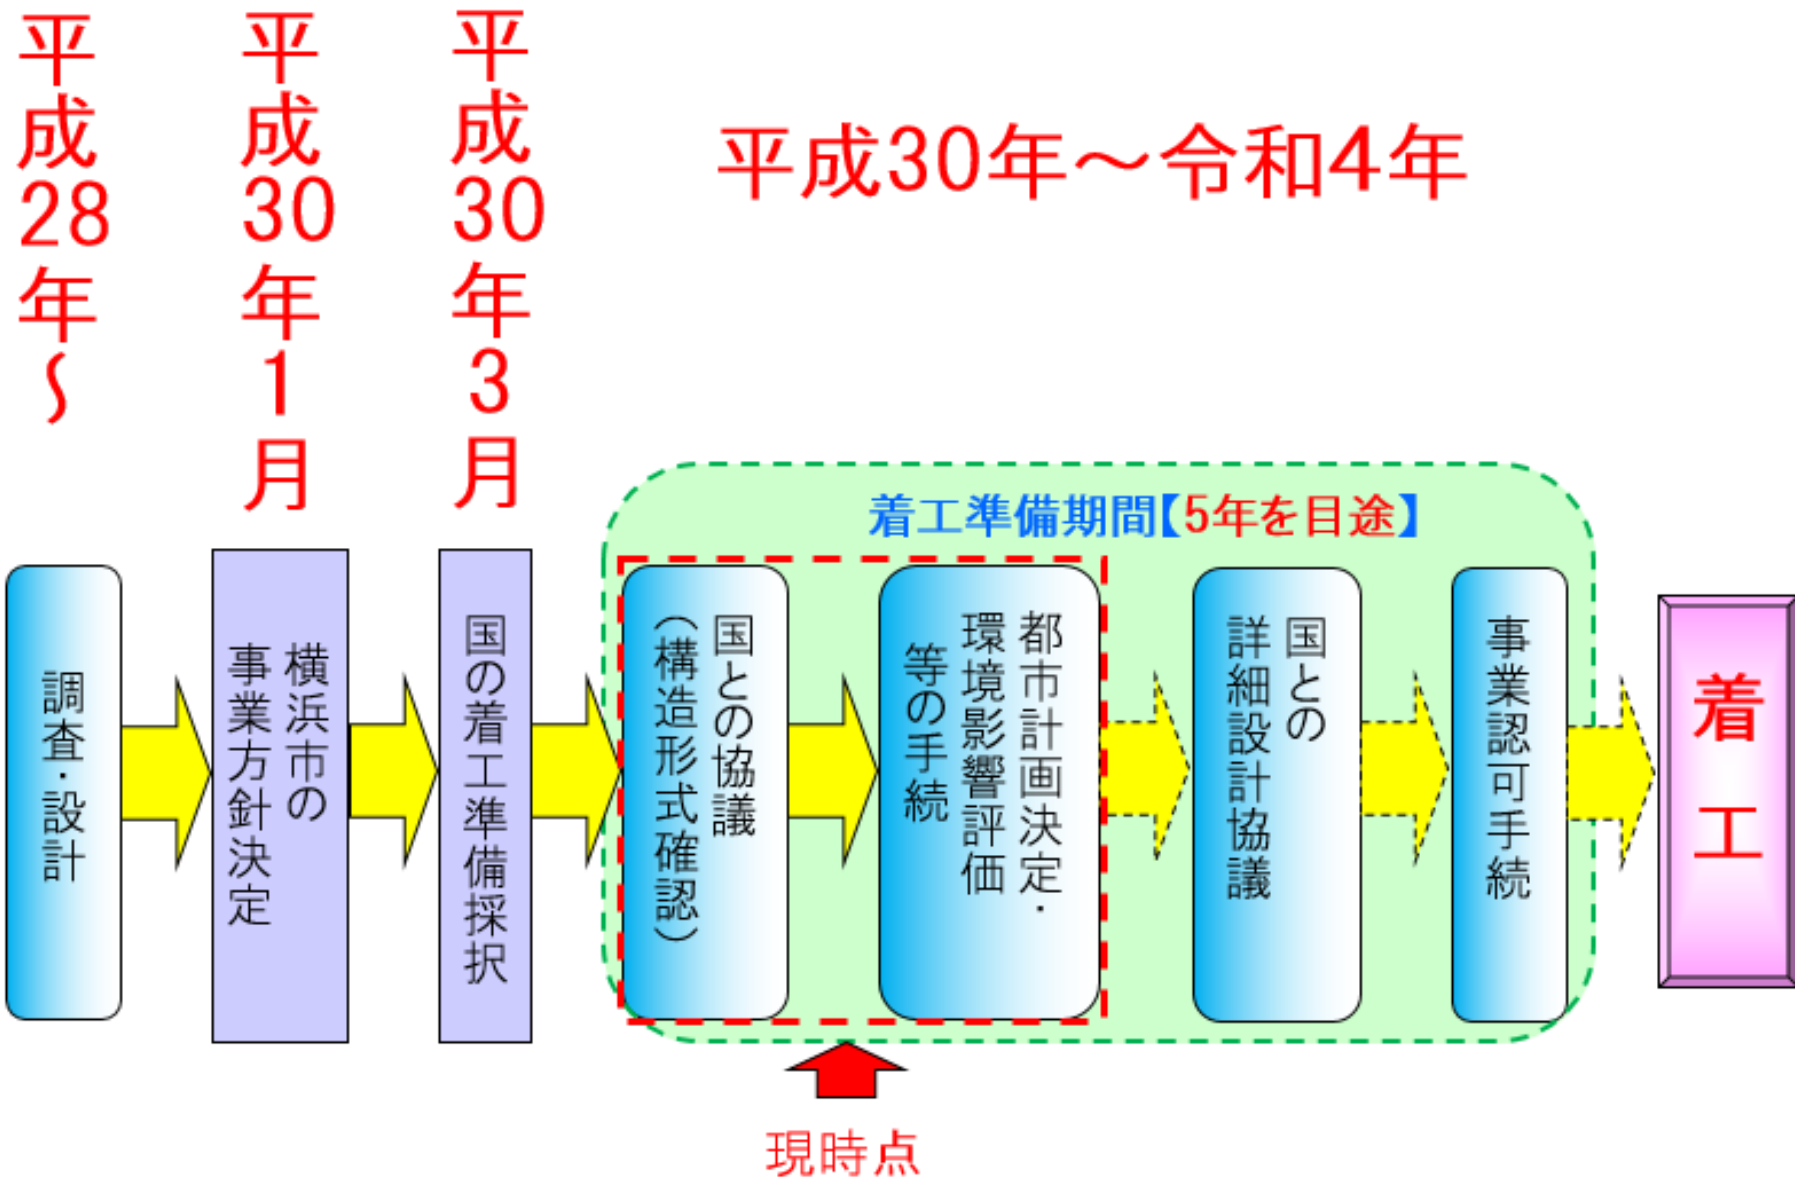 平成28年～
平成30年1月
平成30年3月
平成30年～令和4年
着工準備期間【5年を目途】
調査・設計
横浜市の
事業方針決定
国の着工準備採択
国との協議
（構造形式確認）
都市計画決定・
環境影響評価
等の手続
国との
詳細設計協議
事業認可手続
着工
現時点